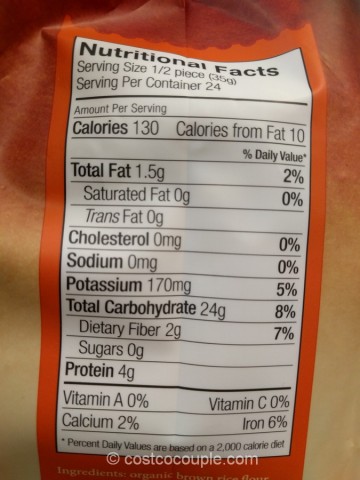 Nutritional Facts
Serving Size 1/2 piece (35g)
Serving Per Container 24
Amount Per Serving
Calories 130 Calories from Fat 10
% Daily Value*
Total Fat 1.5g 2%
Saturated Fat 0g 0%
Trans Fat 0g
Cholesterol 0mg 0%
Sodium 0mg 0%
Potassium 170mg 5%
Total Carbohydrate 24g 8%
Dietary Fiber 2g 7%
Sugars 0g
Protein 4g
Vitamin A 0% Vitamin C 0%
Calcium 2% Iron 6%
* Percent Daily Values are based on a 2,000 calorie diet
Ingredients: organic brown rice flour
© costcocouple.com